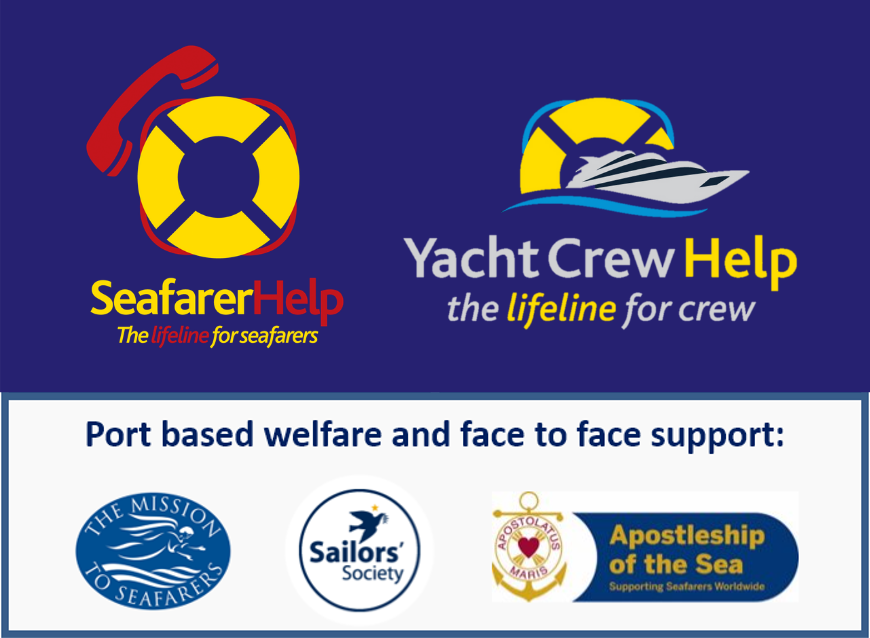 SeafarerHelp
The lifeline for seafarers
Yacht Crew Help
the lifeline for crew
Port based welfare and face to face support:
THE MISSION
TO SEAFARERS
Sailors'
Society
APOSTOLATUS
MARIS
Apostleship
of the Sea
Supporting Seafarers Worldwide